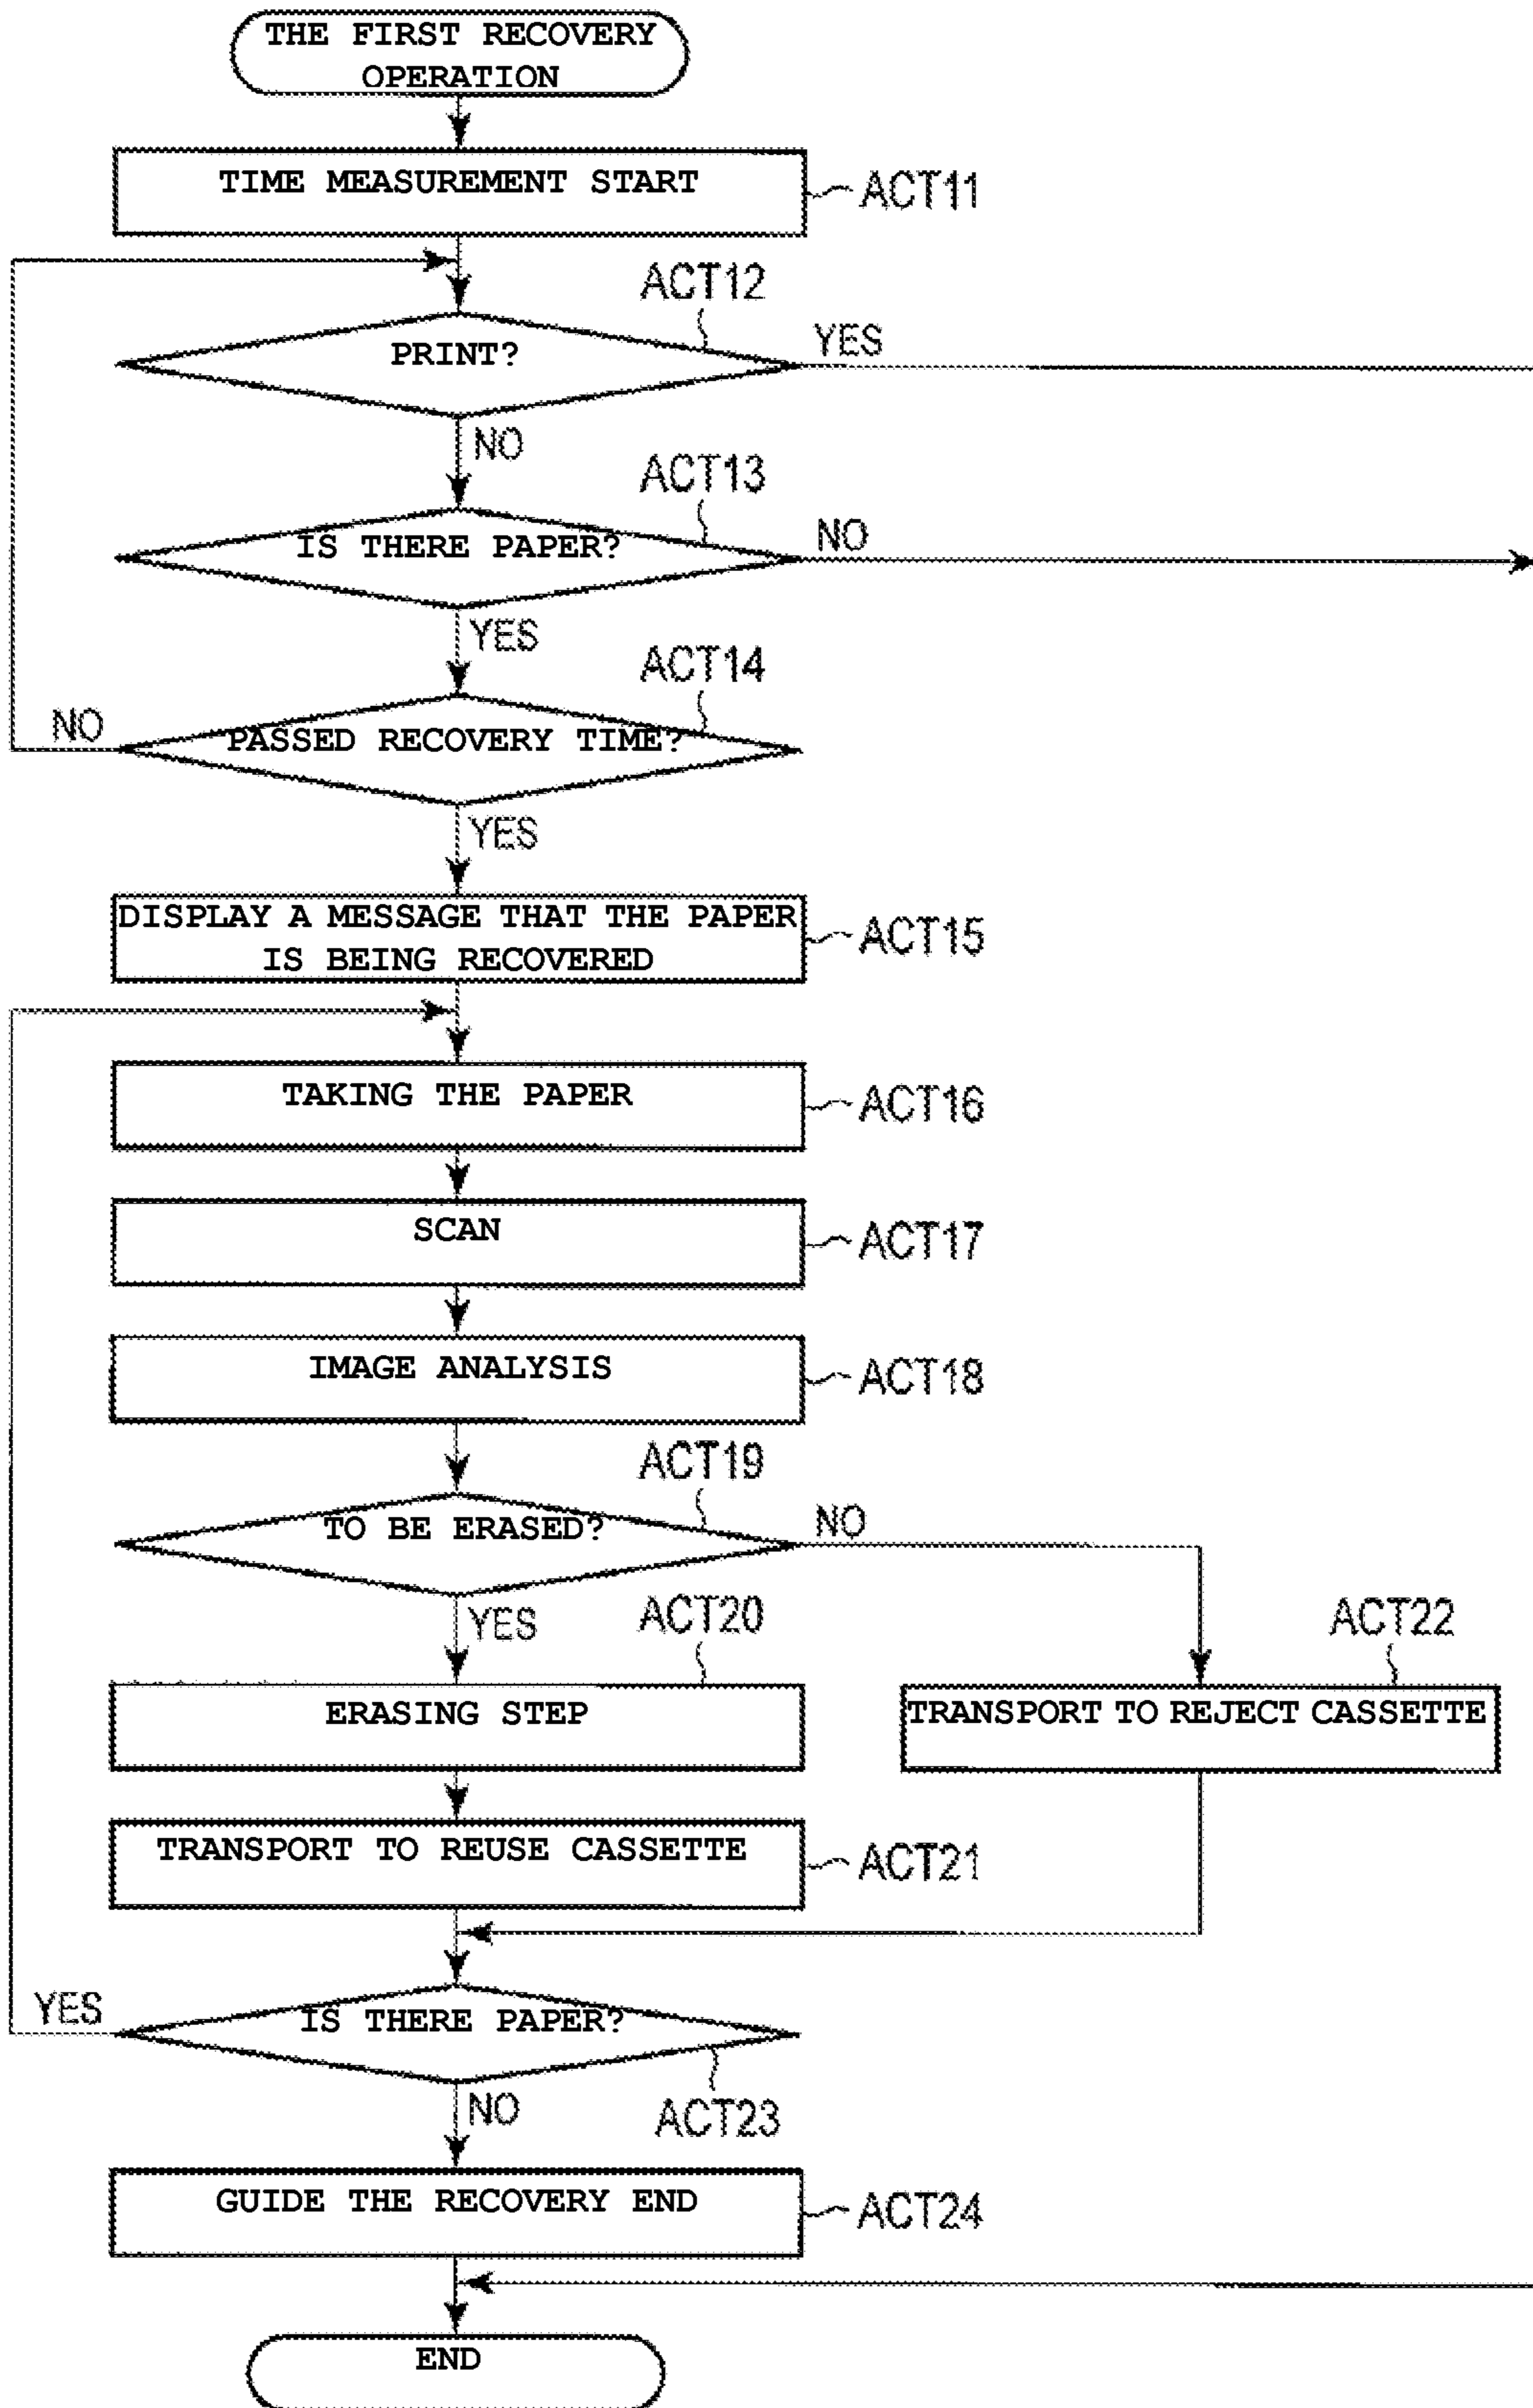 THE FIRST RECOVERY
OPERATION
TIME MEASUREMENT START
ACT11
ACT12
PRINT?
YES
NO
ACT13
IS THERE PAPER?
NO
YES
ACT14
NO
PASSED RECOVERY TIME?
YES
DISPLAY A MESSAGE THAT THE PAPER
IS BEING RECOVERED
ACT15
TAKING THE PAPER
ACT16
SCAN
ACT17
IMAGE ANALYSIS
ACT18
ACT19
TO BE ERASED?
NO
YES
ACT20
ACT22
ERASING STEP
TRANSPORT TO REJECT CASSETTE
TRANSPORT TO REUSE CASSETTE
ACT21
YES
IS THERE PAPER?
NO
ACT23
GUIDE THE RECOVERY END
ACT24
END